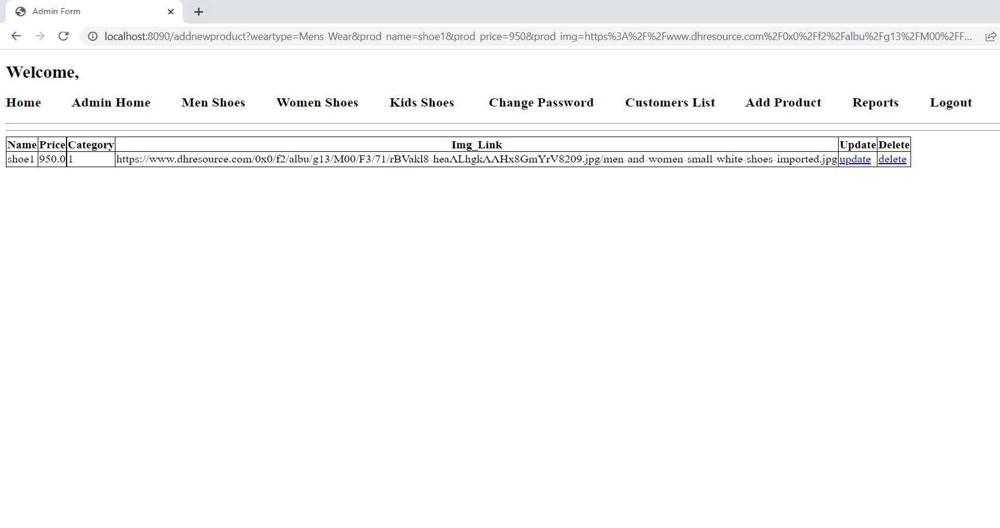 Admin Form
localhost:8090/addnewproduct?weartype=Mens Wear&prod name=shoe1&prod price=950&prod img=https%3A%2F%2Fwww.dhresource.com%2F0x0%2Ff2%2Falbu%2Fg13%2FM00%2FF...
Welcome,
Home Admin Home Men Shoes Women Shoes Kids Shoes Change Password Customers List Add Product Reports Logout
Name Price Category Img_Link Update Delete
shoe1 950.0 1 https://www.dhresource.com/0x0/f2/albu/g13/M00/F3/71/rBVakl8-heaALhgkAAHx8GmYrV8209.jpg/men-and-women-small-white-shoes-imported.jpg update delete